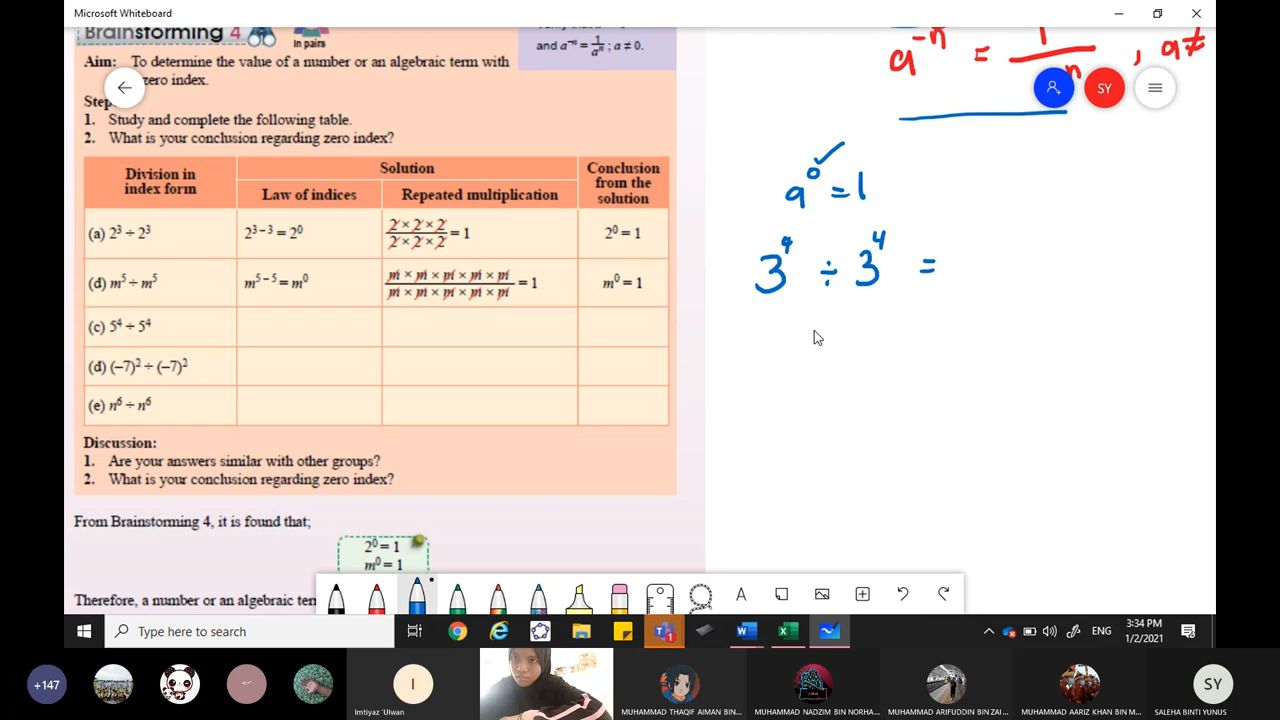 Microsoft Whiteboard
Brainstorming 4
In pairs
and a⁻ⁿ = 1/aⁿ ; a ≠ 0.
Aim: To determine the value of a number or an algebraic term with
zero index.
Step
1. Study and complete the following table.
2. What is your conclusion regarding zero index?
Division in index form
Solution
Conclusion from the solution
Law of indices
Repeated multiplication
(a) 2³ ÷ 2³
2³⁻³ = 2⁰
2 × 2 × 2 / 2 × 2 × 2 = 1
2⁰ = 1
(d) m⁵ ÷ m⁵
m⁵⁻⁵ = m⁰
m × m × m × m × m / m × m × m × m × m = 1
m⁰ = 1
(c) 5⁴ ÷ 5⁴
(d) (–7)² ÷ (–7)²
(e) n⁶ ÷ n⁶
Discussion:
1. Are your answers similar with other groups?
2. What is your conclusion regarding zero index?
From Brainstorming 4, it is found that;
2⁰ = 1
m⁰ = 1
Therefore, a number or an algebraic ter
a⁻ⁿ = 1/ⁿ , a ≠
SY
a⁰ = 1
3⁴ ÷ 3⁴ =
A
Type here to search
ENG
3:34 PM
1/2/2021
+147
I
Imtiyaz 'Ulwan
MUHAMMAD THAQIF AIMAN BIN...
MUHAMMAD NADZIM BIN NORHA...
MUHAMMAD ARIFUDDIN BIN ZAI...
MUHAMMAD AARIZ KHAN BIN M...
SY
SALEHA BINTI YUNUS